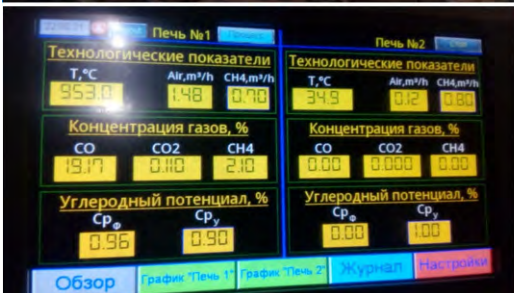 Печь №1
Технологические показатели
T,°C Air,m³/h CH4,m³/h
953.0 1.48 0.70
Концентрация газов, %
CO CO2 CH4
19.17 0.110 2.10
Углеродный потенциал, %
Cpф Cpу
0.96 0.90
Печь №2
Технологические показатели
T,°C Air,m³/h CH4,m³/h
34.9 0.12 0.80
Концентрация газов, %
CO CO2 CH4
0.00 0.000 0.00
Углеродный потенциал, %
Cpф Cpу
0.00 1.00
Обзор График "Печь 1" График "Печь 2" Журнал Настройки